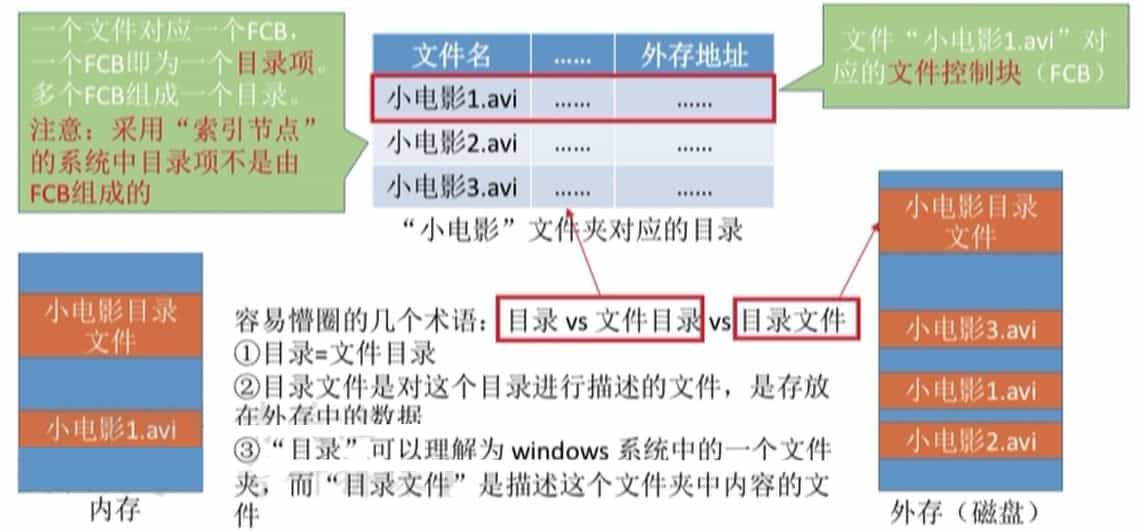 一个文件对应一个FCB，
一个FCB即为一个目录项。
多个FCB组成一个目录。
注意：采用“索引节点”
的系统中目录项不是由
FCB组成的
文件名 …… 外存地址
小电影1.avi …… ……
小电影2.avi …… ……
小电影3.avi …… ……
“小电影”文件夹对应的目录
文件“小电影1.avi”对
应的文件控制块（FCB）
小电影目录
文件
小电影1.avi
内存
容易懵圈的几个术语：目录 vs 文件目录 vs 目录文件
①目录=文件目录
②目录文件是对这个目录进行描述的文件，是存放
在外存中的数据
③“目录”可以理解为 windows 系统中的一个文件
夹，而“目录文件”是描述这个文件夹中内容的文
件
小电影目录
文件
小电影3.avi
小电影1.avi
小电影2.avi
外存（磁盘）